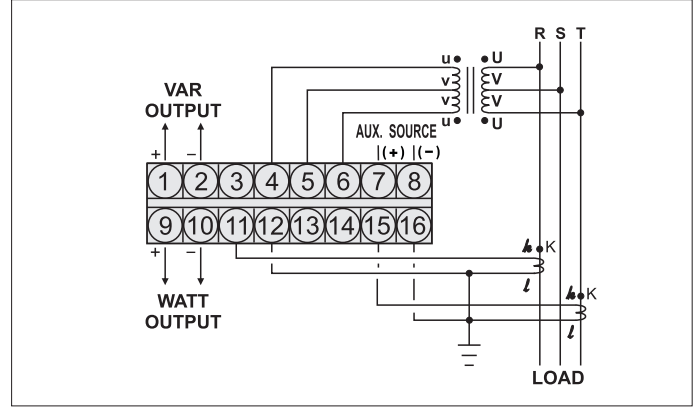 R S T
u U
VAR
OUTPUT
v V
v V
u U
AUX. SOURCE
+ − (+) (−)
1 2 3 4 5 6 7 8
9 10 11 12 13 14 15 16
+ −
k K
l
WATT
OUTPUT
k K
l
LOAD